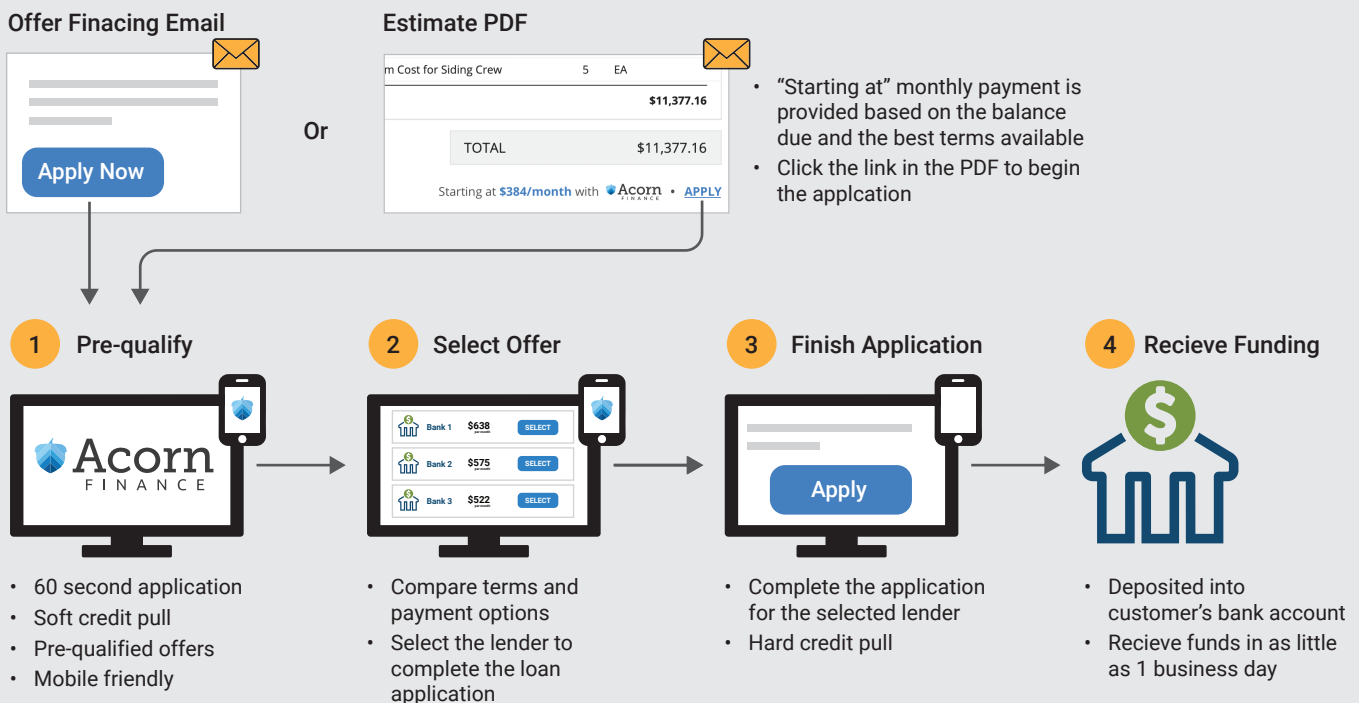 Offer Finacing Email
Apply Now
Or
Estimate PDF
m Cost for Siding Crew 5 EA
$11,377.16
TOTAL $11,377.16
Starting at $384/month with Acorn FINANCE • APPLY
• “Starting at” monthly payment is
provided based on the balance
due and the best terms available
• Click the link in the PDF to begin
the applcation
1 Pre-qualify
Acorn
FINANCE
• 60 second application
• Soft credit pull
• Pre-qualified offers
• Mobile friendly
2 Select Offer
Bank 1 $638 per month SELECT
Bank 2 $575 per month SELECT
Bank 3 $522 per month SELECT
• Compare terms and
payment options
• Select the lender to
complete the loan
application
3 Finish Application
Apply
• Complete the application
for the selected lender
• Hard credit pull
4 Recieve Funding
$
• Deposited into
customer’s bank account
• Recieve funds in as little
as 1 business day